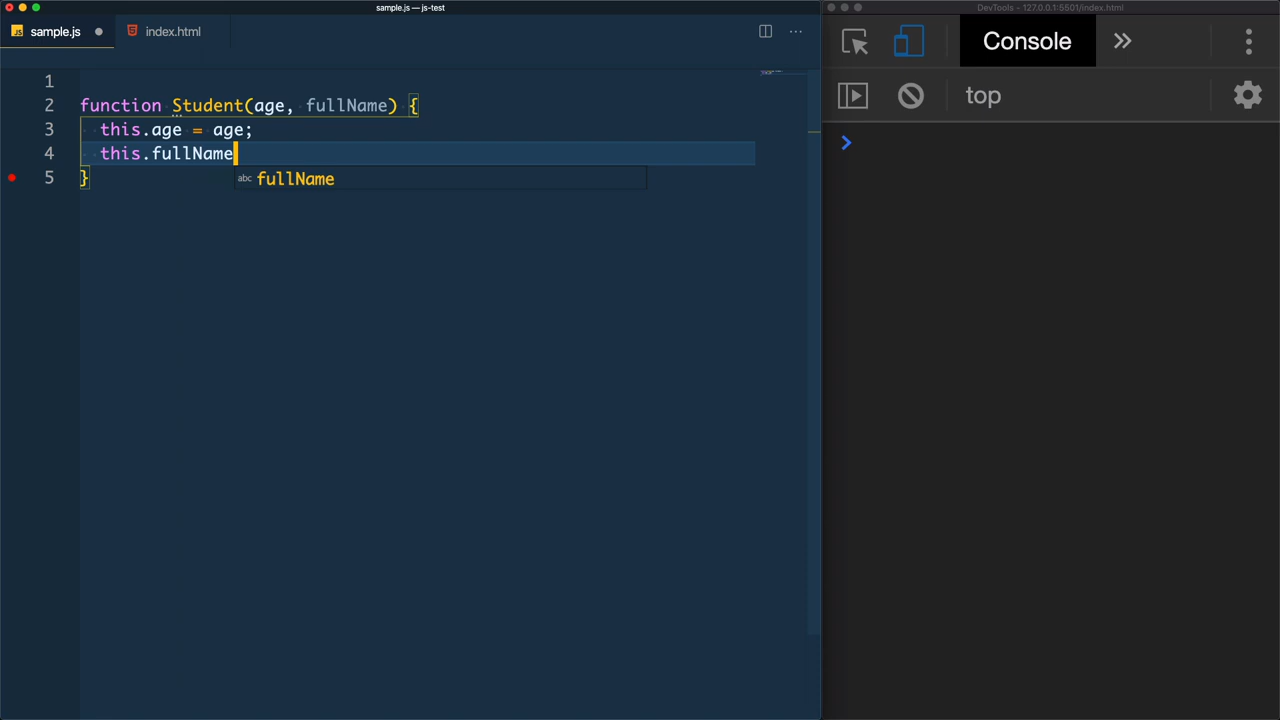 sample.js — js-test
DevTools - 127.0.0.1:5501/index.html
JS sample.js
index.html
Console
top
1
2 function Student(age, fullName) {
3 this.age = age;
4 this.fullName
abc fullName
5 }